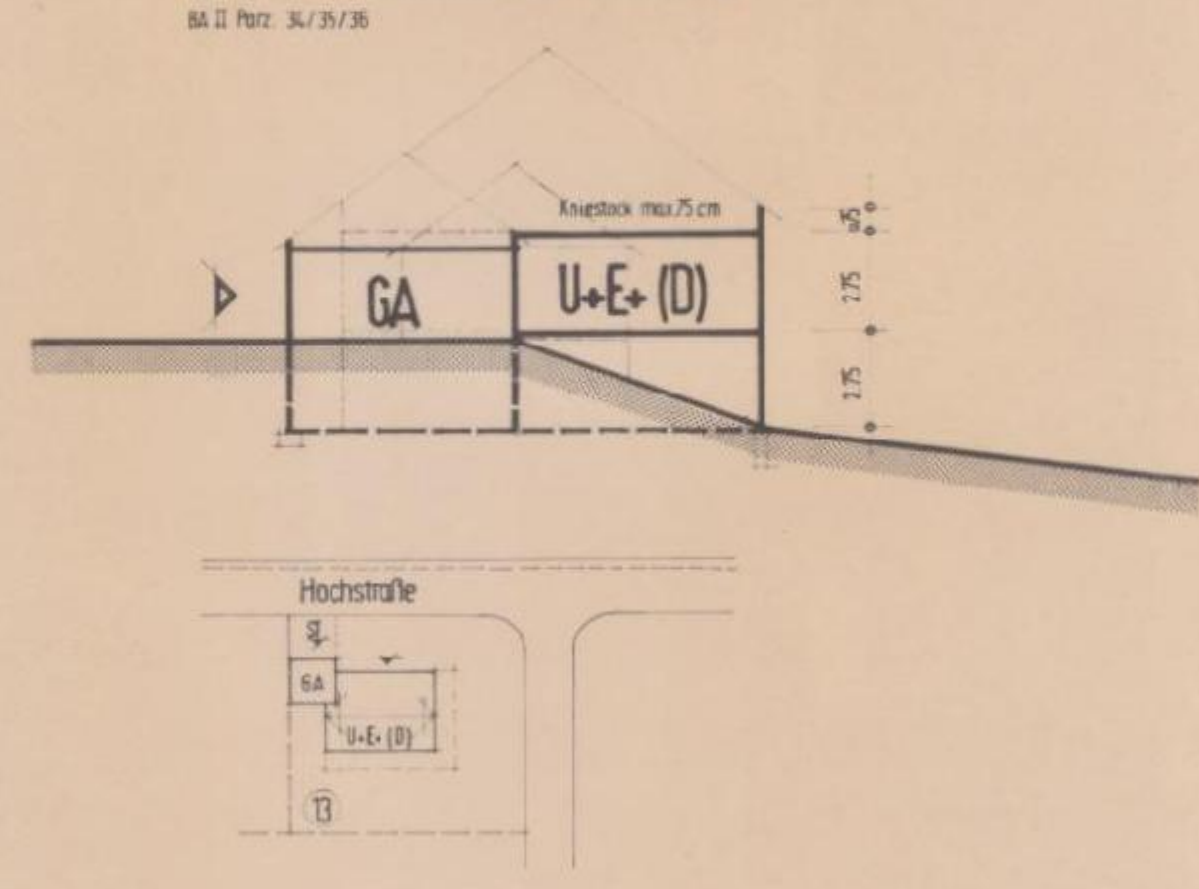 BA II Parz. 34/35/36
Kniestock max.75 cm
0.75
GA
U+E+ (D)
2.75
2.75
Hochstraße
ST
GA
U+E+ (D)
13